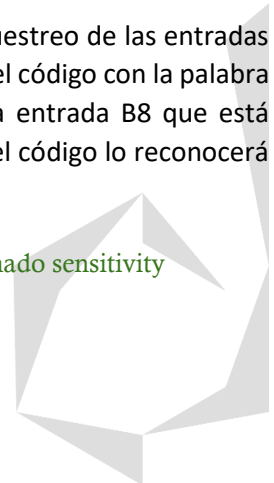 uestreo de las entradas
el código con la palabra
a entrada B8 que está
el código lo reconocerá
nado sensitivity